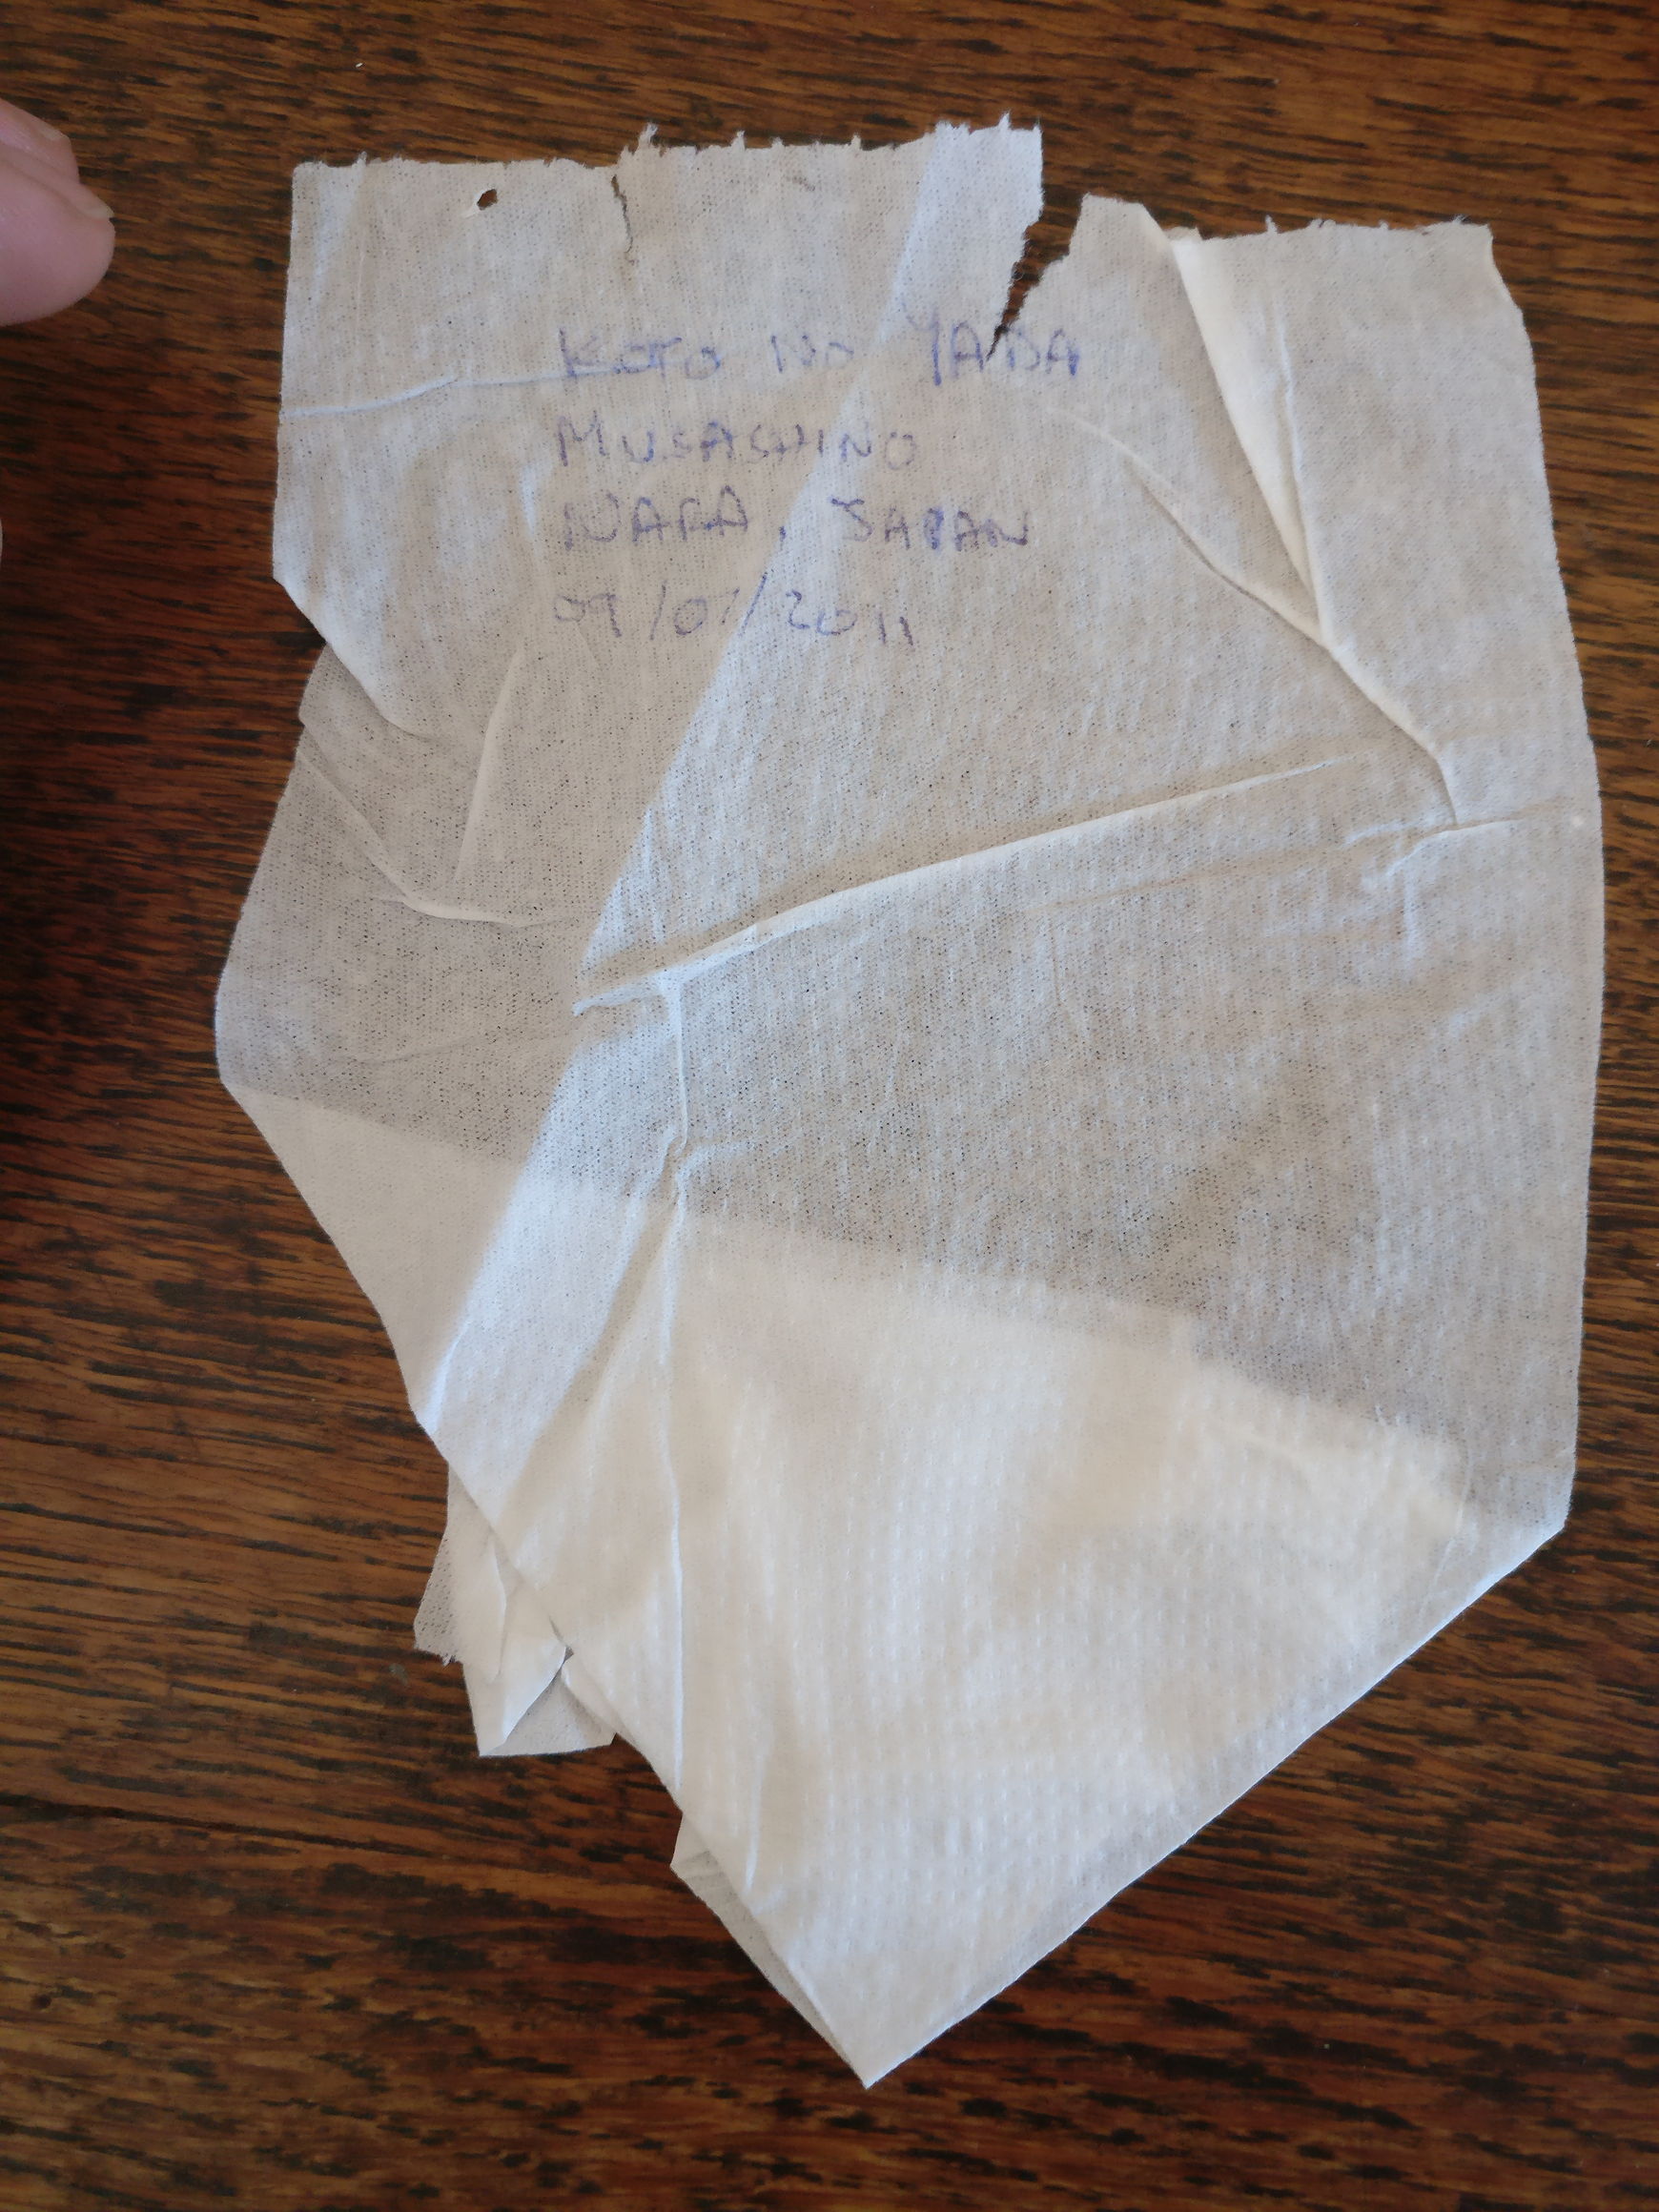 KOTO NO YADA
MUSASHINO
NARA, JAPAN
09/07/2011